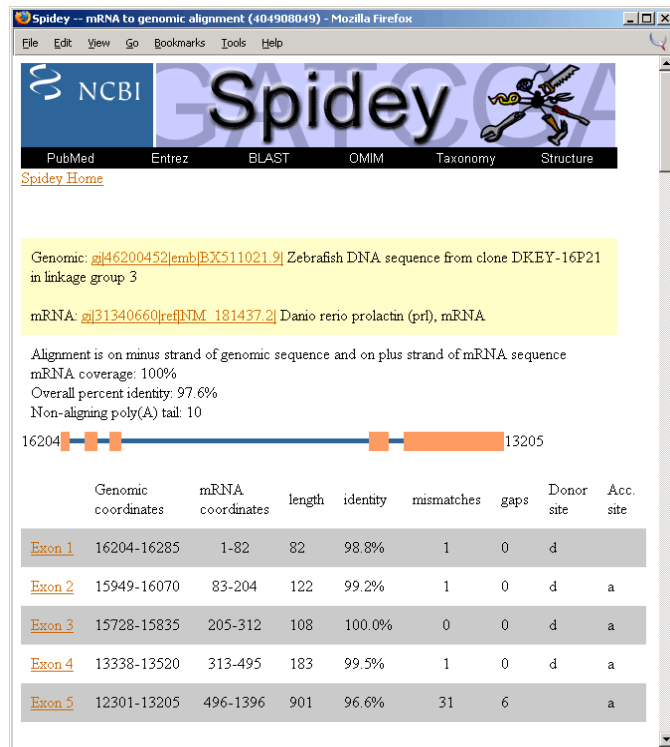 Spidey -- mRNA to genomic alignment (404908049) - Mozilla Firefox
File Edit View Go Bookmarks Tools Help
NCBI
GATCCA
Spidey
PubMed Entrez BLAST OMIM Taxonomy Structure
Spidey Home
Genomic: gi|46200452|emb|BX511021.9| Zebrafish DNA sequence from clone DKEY-16P21
in linkage group 3
mRNA: gi|31340660|ref|NM_181437.2| Danio rerio prolactin (prl), mRNA
Alignment is on minus strand of genomic sequence and on plus strand of mRNA sequence
mRNA coverage: 100%
Overall percent identity: 97.6%
Non-aligning poly(A) tail: 10
16204 13205
Genomic coordinates mRNA coordinates length identity mismatches gaps Donor site Acc. site
Exon 1 16204-16285 1-82 82 98.8% 1 0 d
Exon 2 15949-16070 83-204 122 99.2% 1 0 d a
Exon 3 15728-15835 205-312 108 100.0% 0 0 d a
Exon 4 13338-13520 313-495 183 99.5% 1 0 d a
Exon 5 12301-13205 496-1396 901 96.6% 31 6 a